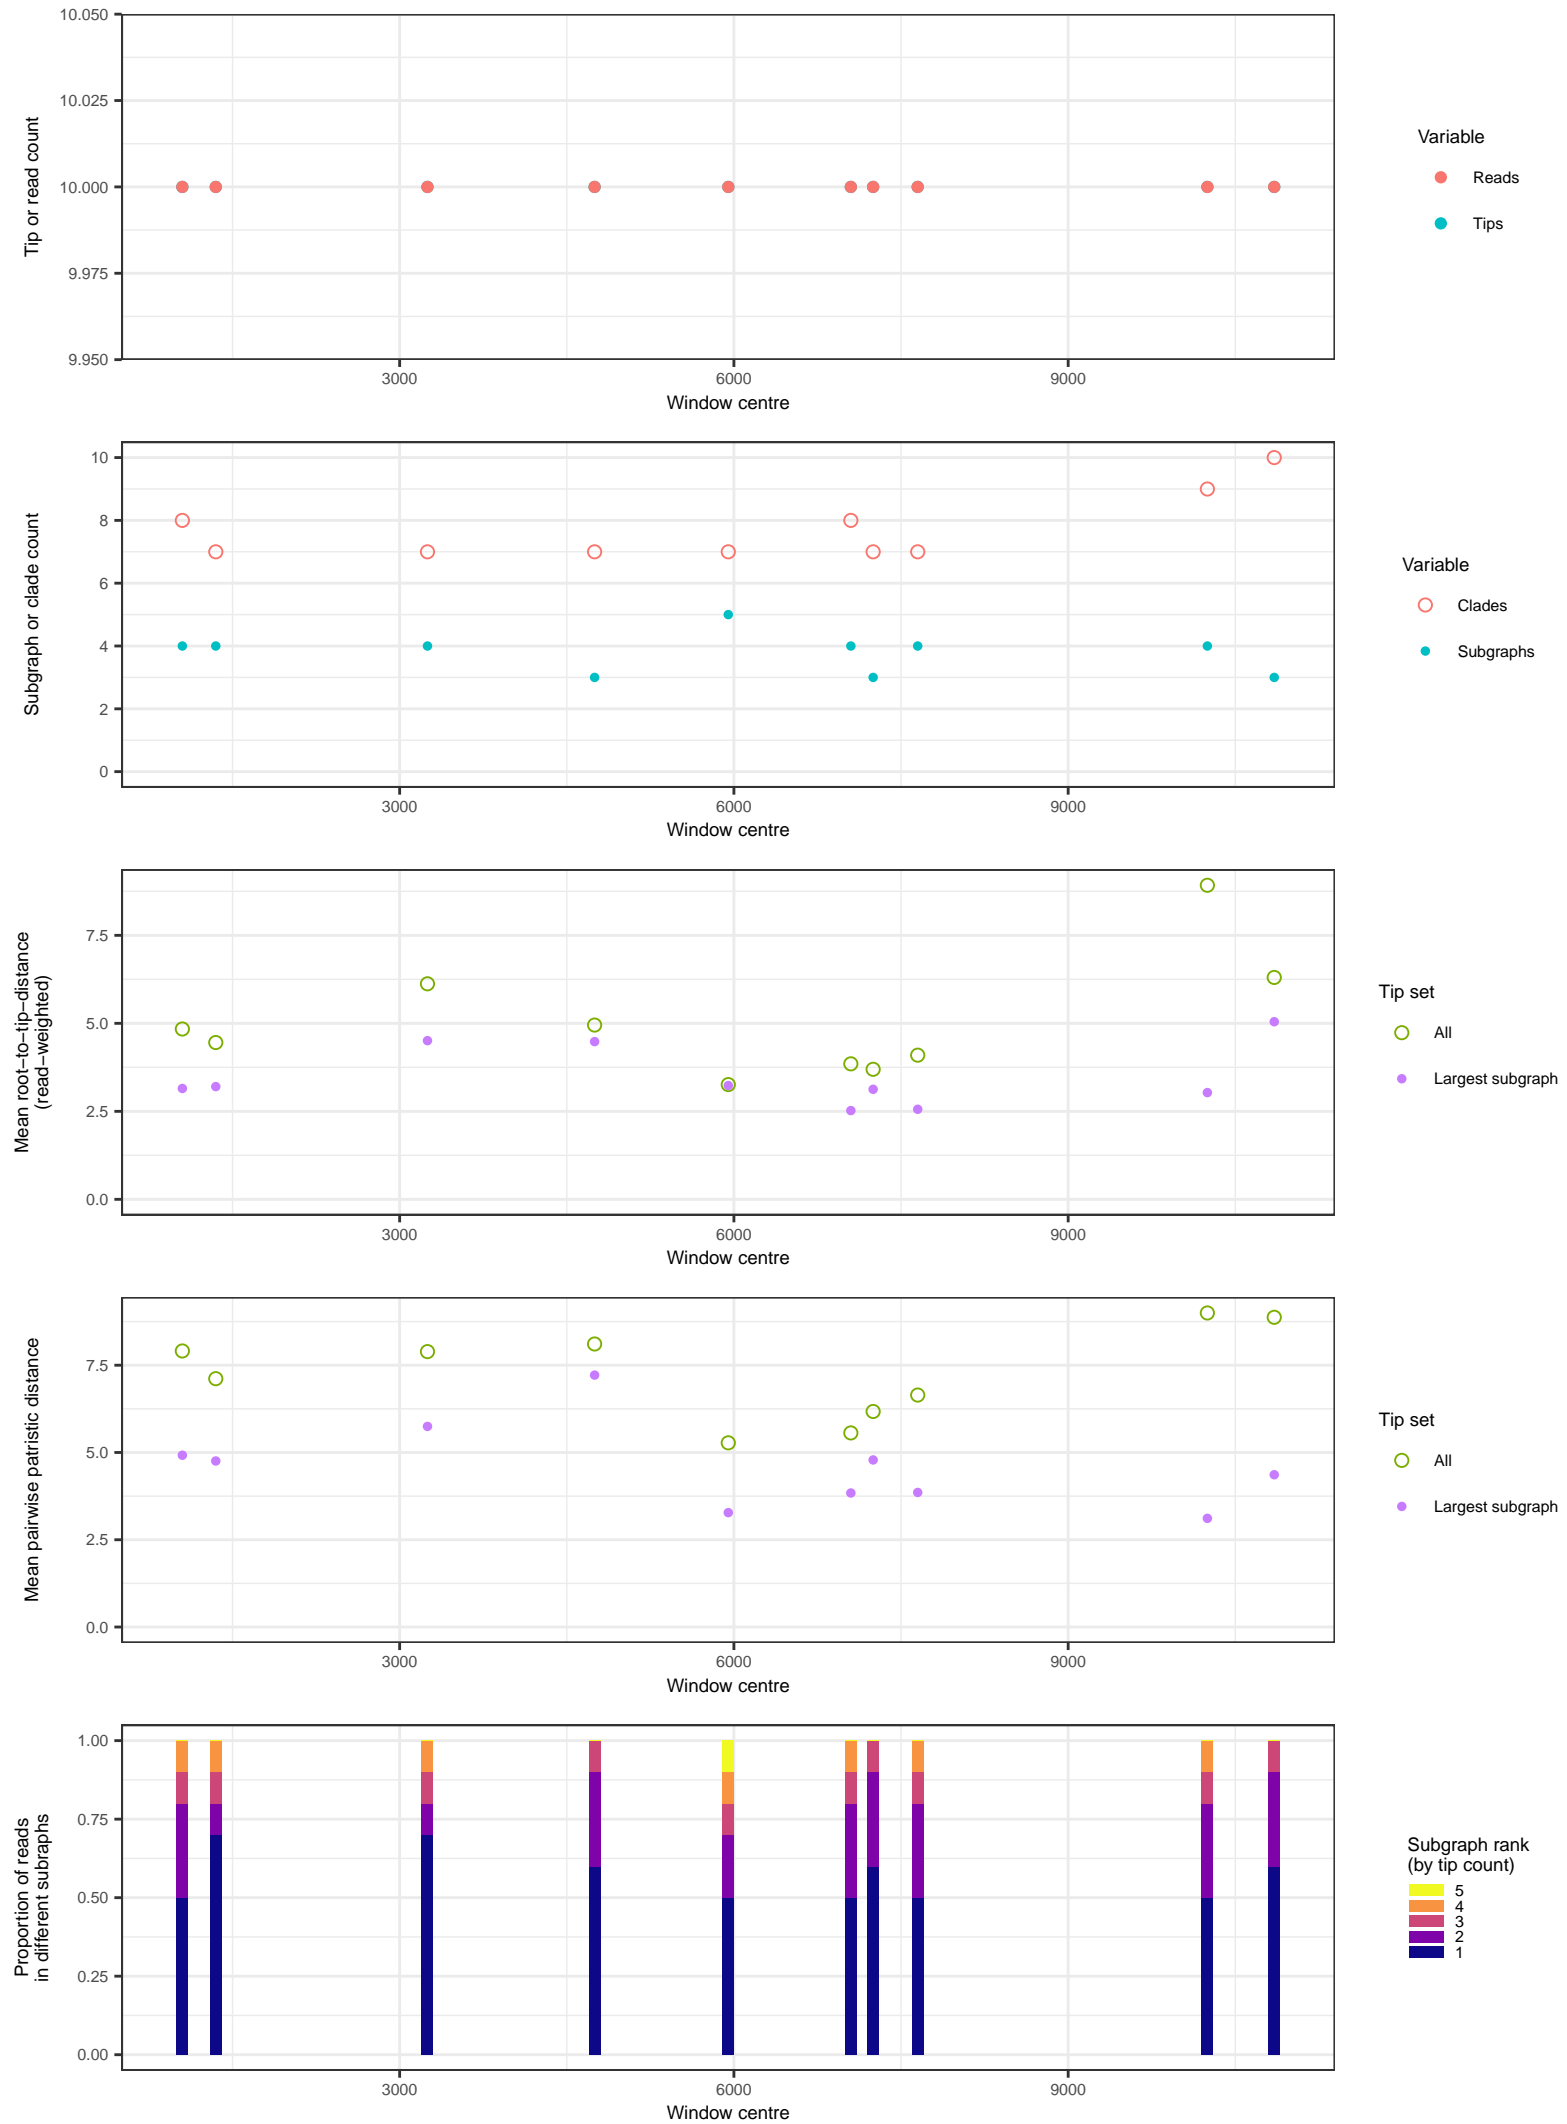 10.050
10.025
10.000
9.975
9.950
Tip or read count
3000 6000 9000
Window centre
Variable
Reads
Tips
10
8
6
4
2
0
Subgraph or clade count
3000 6000 9000
Window centre
Variable
Clades
Subgraphs
7.5
5.0
2.5
0.0
Mean root−to−tip−distance
(read−weighted)
3000 6000 9000
Window centre
Tip set
All
Largest subgraph
7.5
5.0
2.5
0.0
Mean pairwise patristic distance
3000 6000 9000
Window centre
Tip set
All
Largest subgraph
1.00
0.75
0.50
0.25
0.00
Proportion of reads
in different subraphs
3000 6000 9000
Window centre
Subgraph rank
(by tip count)
5
4
3
2
1